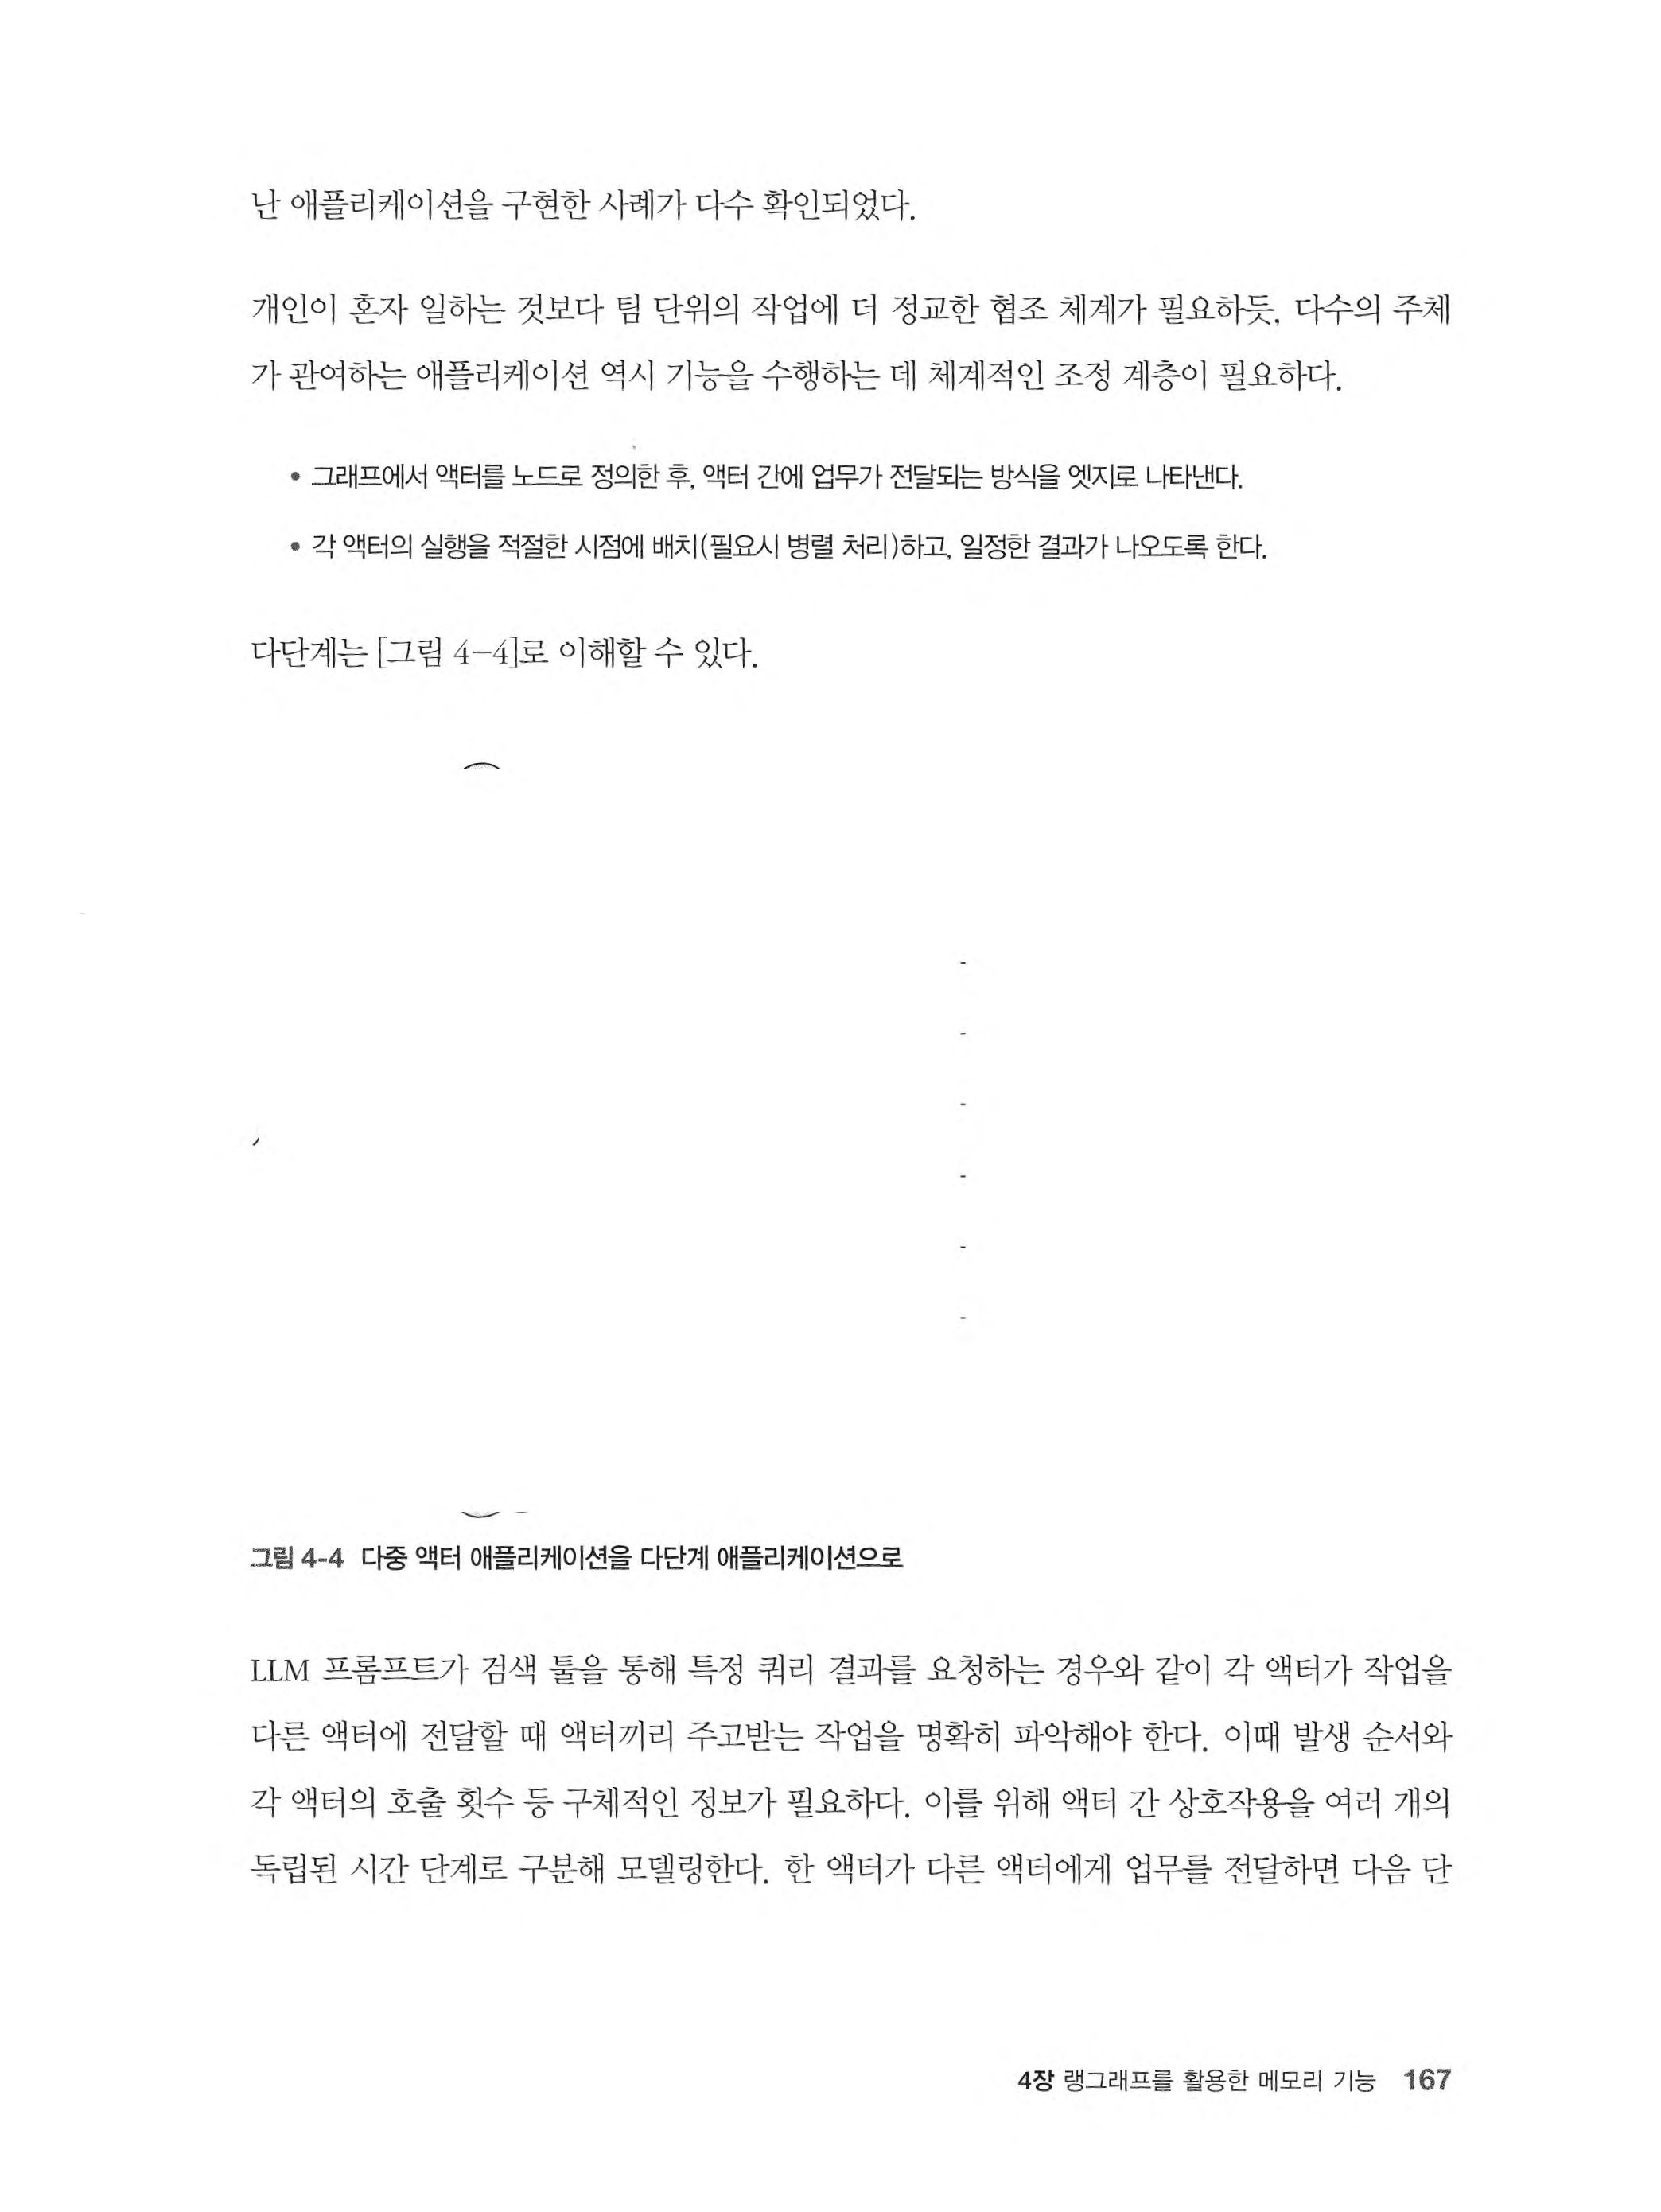 난 애플리케이션을 구현한 사례가 다수 확인되었다.
개인이 혼자 일하는 것보다 팀 단위의 작업에 더 정교한 협조 체계가 필요하듯, 다수의 주체
가 관여하는 애플리케이션 역시 기능을 수행하는 데 체계적인 조정 계층이 필요하다.
• 그래프에서 액터를 노드로 정의한 후, 액터 간에 업무가 전달되는 방식을 엣지로 나타낸다.
• 각 액터의 실행을 적절한 시점에 배치(필요시 병렬 처리)하고, 일정한 결과가 나오도록 한다.
다단계는 [그림 4-4]로 이해할 수 있다.
그림 4-4 다중 액터 애플리케이션을 다단계 애플리케이션으로
LLM 프롬프트가 검색 툴을 통해 특정 쿼리 결과를 요청하는 경우와 같이 각 액터가 작업을
다른 액터에 전달할 때 액터끼리 주고받는 작업을 명확히 파악해야 한다. 이때 발생 순서와
각 액터의 호출 횟수 등 구체적인 정보가 필요하다. 이를 위해 액터 간 상호작용을 여러 개의
독립된 시간 단계로 구분해 모델링한다. 한 액터가 다른 액터에게 업무를 전달하면 다음 단
4장 랭그래프를 활용한 메모리 기능 167